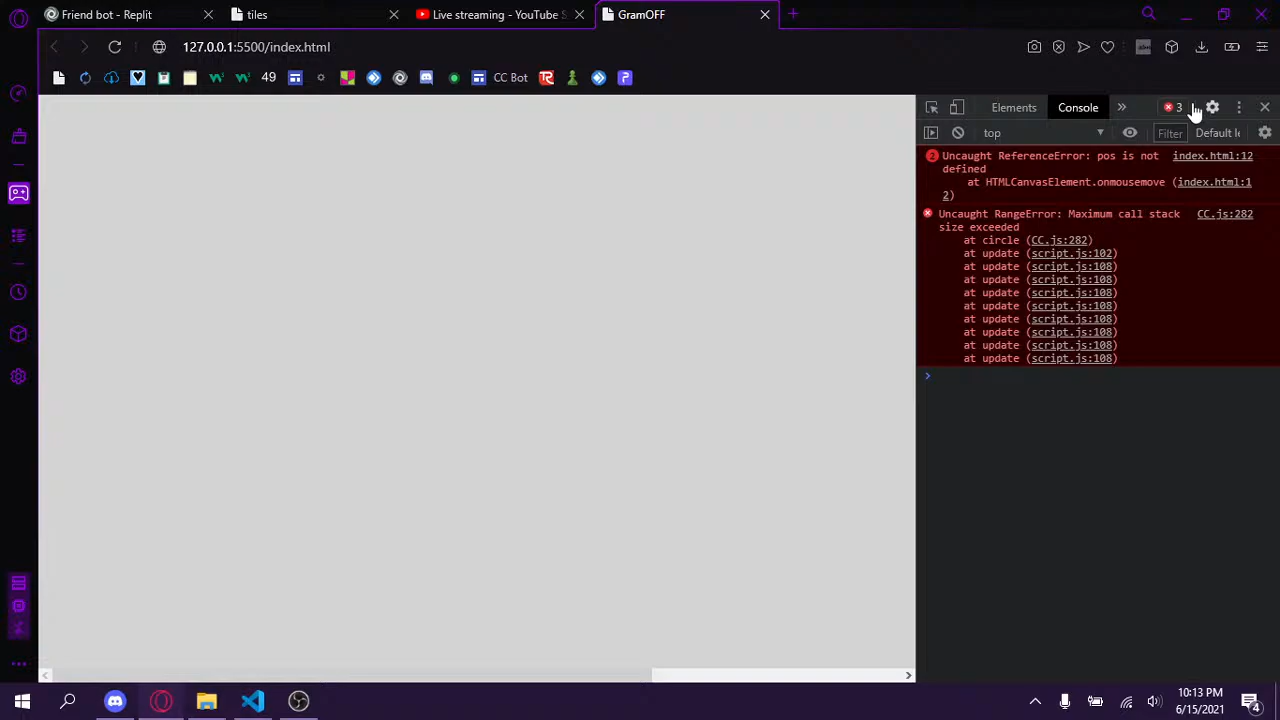 Friend bot - Replit
tiles
Live streaming - YouTube S
GramOFF
127.0.0.1:5500/index.html
49
CC Bot
Elements
Console
3
top
Filter
Default le
2
Uncaught ReferenceError: pos is not index.html:12
defined
at HTMLCanvasElement.onmousemove (index.html:1
2)
Uncaught RangeError: Maximum call stack CC.js:282
size exceeded
at circle (CC.js:282)
at update (script.js:102)
at update (script.js:108)
at update (script.js:108)
at update (script.js:108)
at update (script.js:108)
at update (script.js:108)
at update (script.js:108)
at update (script.js:108)
at update (script.js:108)
10:13 PM
6/15/2021
4